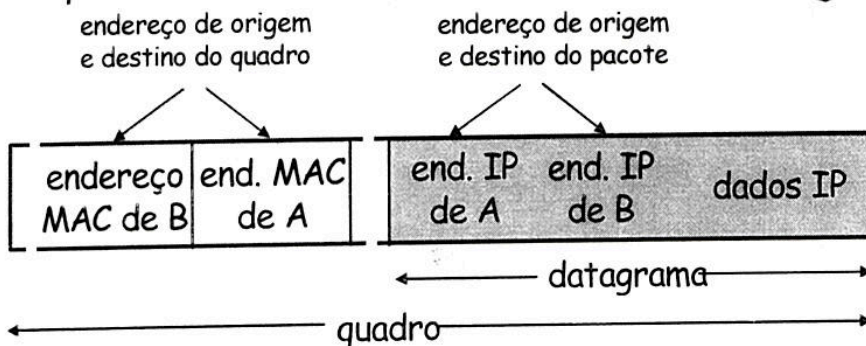 endereço de origem
e destino do quadro
endereço de origem
e destino do pacote
endereço
MAC de B
end. MAC
de A
end. IP
de A
end. IP
de B
dados IP
datagrama
quadro